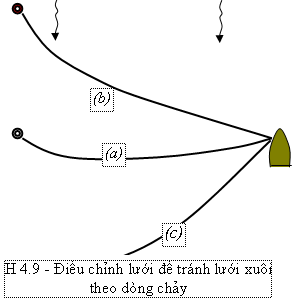 (b)
(a)
(c)
H 4.9 - Điều chỉnh lưới để tránh lưới xuôi
theo dòng chảy